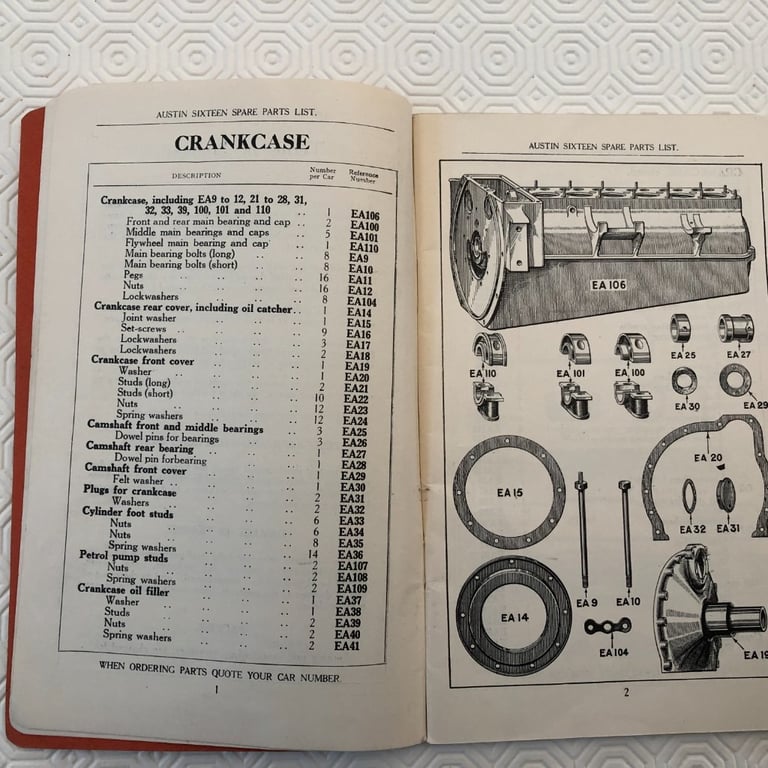 AUSTIN SIXTEEN SPARE PARTS LIST.
CRANKCASE
DESCRIPTION Number per Car Reference Number
Crankcase, including EA9 to 12, 21 to 28, 31,
32, 33, 39, 100, 101 and 110 .. 1 EA106
Front and rear main bearing and cap .. 2 EA100
Middle main bearings and caps .. 5 EA101
Flywheel main bearing and cap .. 1 EA110
Main bearing bolts (long) .. .. 8 EA9
Main bearing bolts (short) .. .. 8 EA10
Pegs .. .. .. .. 16 EA11
Nuts .. .. .. .. 16 EA12
Lockwashers .. .. .. 8 EA104
Crankcase rear cover, including oil catcher .. 1 EA14
Joint washer .. .. .. 1 EA15
Set-screws .. .. .. 9 EA16
Lockwashers .. .. .. 3 EA17
Lockwashers .. .. .. 2 EA18
Crankcase front cover .. .. 1 EA19
Washer .. .. .. 1 EA20
Studs (long) .. .. .. 2 EA21
Studs (short) .. .. .. 10 EA22
Nuts .. .. .. 12 EA23
Spring washers .. .. .. 12 EA24
Camshaft front and middle bearings .. 3 EA25
Dowel pins for bearings .. .. 3 EA26
Camshaft rear bearing .. .. 1 EA27
Dowel pin forbearing .. .. 1 EA28
Camshaft front cover .. .. 1 EA29
Felt washer .. .. .. 1 EA30
Plugs for crankcase .. .. 2 EA31
Washers .. .. .. 2 EA32
Cylinder foot studs .. .. 6 EA33
Nuts .. .. .. 6 EA34
Nuts .. .. .. 8 EA35
Spring washers .. .. .. 14 EA36
Petrol pump studs .. .. 2 EA107
Nuts .. .. .. 2 EA108
Spring washers .. .. .. 2 EA109
Crankcase oil filler .. .. 1 EA37
Washer .. .. .. 1 EA38
Studs .. .. .. 2 EA39
Nuts .. .. .. 2 EA40
Spring washers .. .. .. 2 EA41
WHEN ORDERING PARTS QUOTE YOUR CAR NUMBER.
1
AUSTIN SIXTEEN SPARE PARTS LIST.
EA 106
EA 110
EA 101
EA 100
EA 25
EA 27
EA 30
EA 29
EA 15
EA 20
EA 32
EA 31
EA 14
EA 9
EA 10
EA 104
EA 19
2